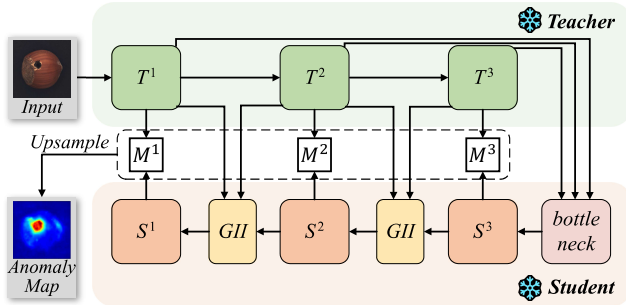 Teacher
T¹ T² T³
Input
Upsample
M¹ M² M³
S¹ GII S² GII S³ bottle
neck
Anomaly
Map
Student